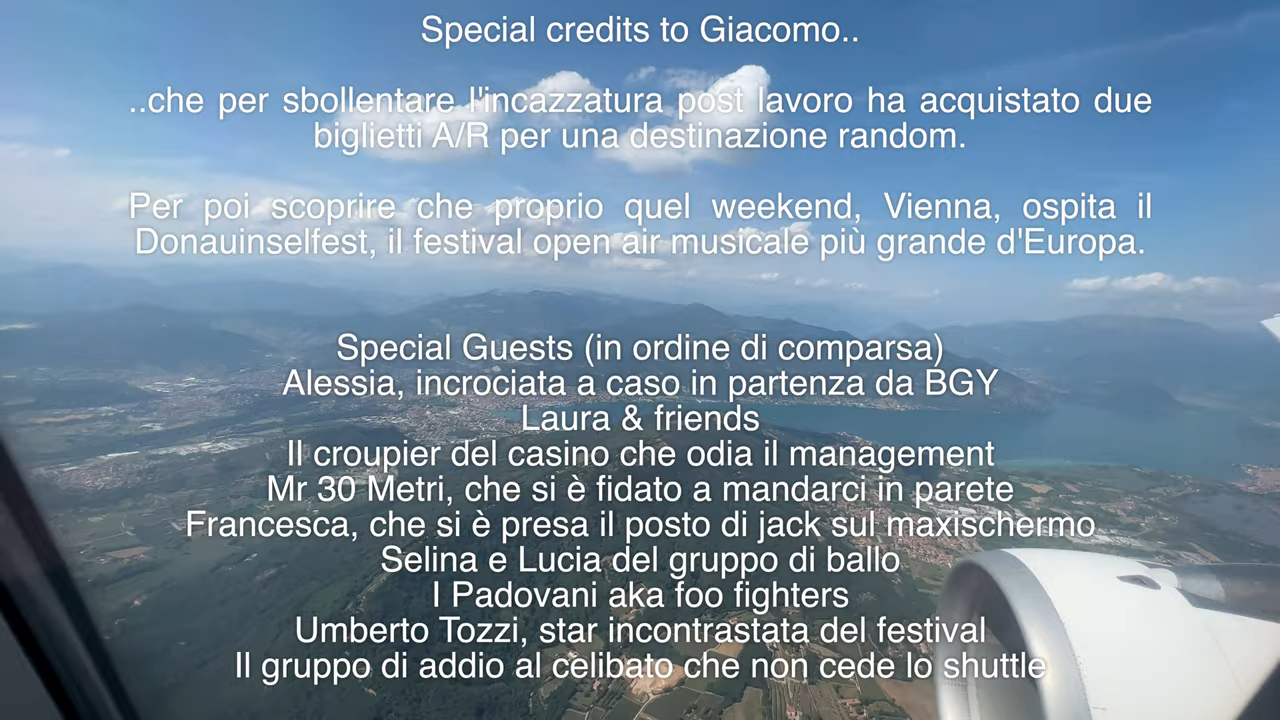 Special credits to Giacomo..
..che per sbollentare l'incazzatura post lavoro ha acquistato due
biglietti A/R per una destinazione random.
Per poi scoprire che proprio quel weekend, Vienna, ospita il
Donauinselfest, il festival open air musicale più grande d'Europa.
Special Guests (in ordine di comparsa)
Alessia, incrociata a caso in partenza da BGY
Laura & friends
Il croupier del casino che odia il management
Mr 30 Metri, che si è fidato a mandarci in parete
Francesca, che si è presa il posto di jack sul maxischermo
Selina e Lucia del gruppo di ballo
I Padovani aka foo fighters
Umberto Tozzi, star incontrastata del festival
Il gruppo di addio al celibato che non cede lo shuttle